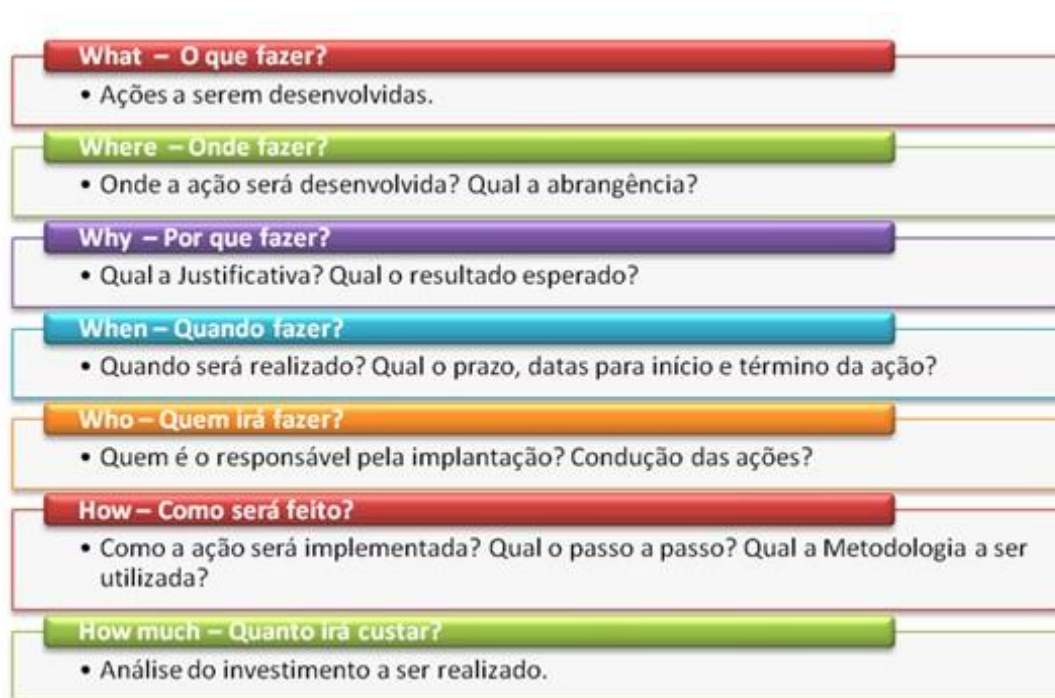 What – O que fazer?
• Ações a serem desenvolvidas.
Where – Onde fazer?
• Onde a ação será desenvolvida? Qual a abrangência?
Why – Por que fazer?
• Qual a Justificativa? Qual o resultado esperado?
When – Quando fazer?
• Quando será realizado? Qual o prazo, datas para início e término da ação?
Who – Quem irá fazer?
• Quem é o responsável pela implantação? Condução das ações?
How – Como será feito?
• Como a ação será implementada? Qual o passo a passo? Qual a Metodologia a ser
utilizada?
How much – Quanto irá custar?
• Análise do investimento a ser realizado.